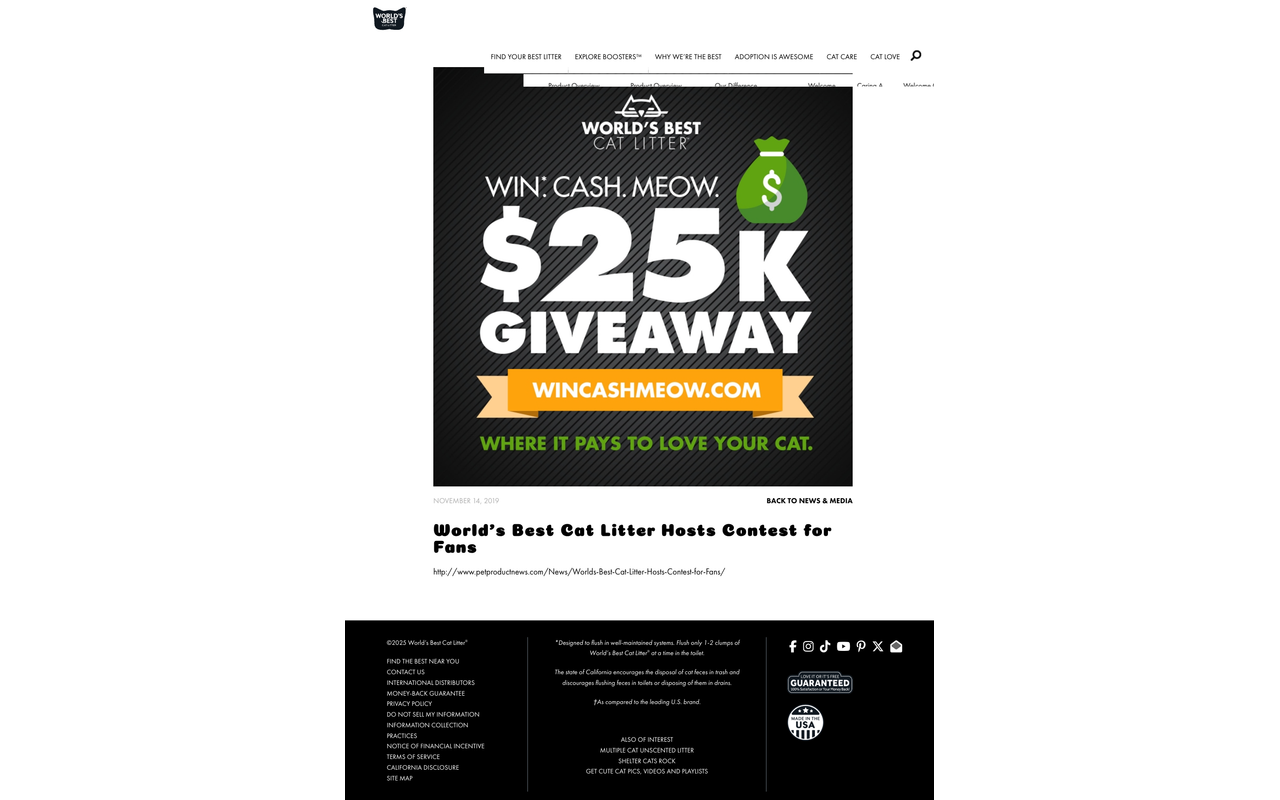 WORLD'S
BEST
CAT LITTER
FIND YOUR BEST LITTER EXPLORE BOOSTERS™ WHY WE'RE THE BEST ADOPTION IS AWESOME CAT CARE CAT LOVE
Product Overview Product Overview Our Difference Welcome Caring A Welcome
WORLD'S BEST
CAT LITTER
WIN*. CASH. MEOW.
$25K
GIVEAWAY
WINCASHMEOW.COM
WHERE IT PAYS TO LOVE YOUR CAT.
NOVEMBER 14, 2019 BACK TO NEWS & MEDIA
World's Best Cat Litter Hosts Contest for
Fans
http://www.petproductnews.com/News/Worlds-Best-Cat-Litter-Hosts-Contest-for-Fans/
©2025 World's Best Cat Litter®
FIND THE BEST NEAR YOU
CONTACT US
INTERNATIONAL DISTRIBUTORS
MONEY-BACK GUARANTEE
PRIVACY POLICY
DO NOT SELL MY INFORMATION
INFORMATION COLLECTION
PRACTICES
NOTICE OF FINANCIAL INCENTIVE
TERMS OF SERVICE
CALIFORNIA DISCLOSURE
SITE MAP
*Designed to flush in well-maintained systems. Flush only 1-2 clumps of
World's Best Cat Litter® at a time in the toilet.
The state of California encourages the disposal of cat feces in trash and
discourages flushing feces in toilets or disposing of them in drains.
†As compared to the leading U.S. brand.
ALSO OF INTEREST
MULTIPLE CAT UNSCENTED LITTER
SHELTER CATS ROCK
GET CUTE CAT PICS, VIDEOS AND PLAYLISTS
LOVE IT OR IT'S FREE
GUARANTEED
100% Satisfaction or Your Money Back!
MADE IN THE
USA